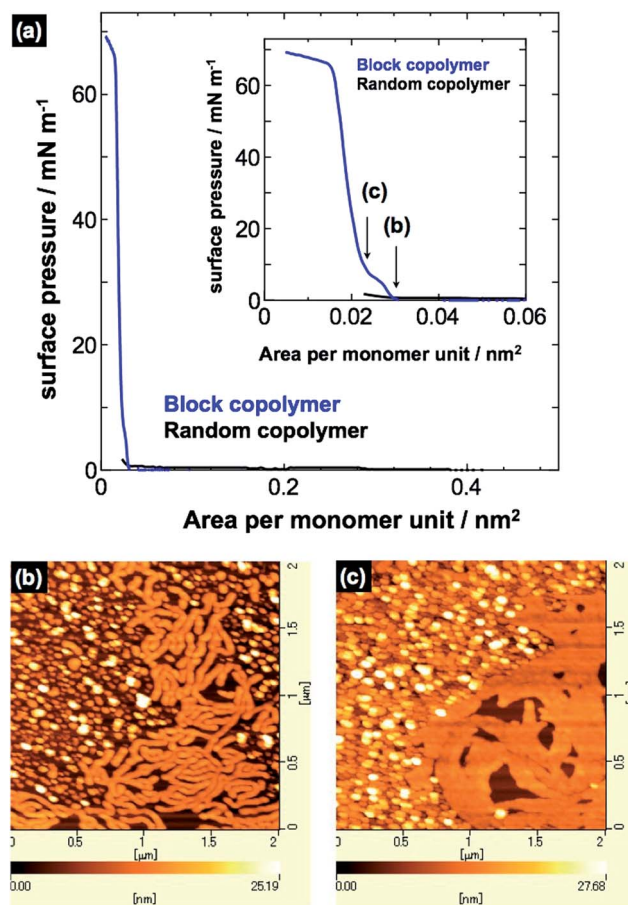 (a)
surface pressure / mN m⁻¹
60
40
20
0
0
0.2
0.4
Area per monomer unit / nm²
Block copolymer
Random copolymer
surface pressure / mN m⁻¹
60
40
20
0
0
0.02
0.04
0.06
Area per monomer unit / nm²
Block copolymer
Random copolymer
(c)
(b)
(b)
2
1.5
1
0.5
0
[µm]
0.0
0.5
1
1.5
2
[µm]
0.00
25.19
[nm]
(c)
2
1.5
1
0.5
0
[µm]
0.0
0.5
1
1.5
2
[µm]
0.00
27.68
[nm]